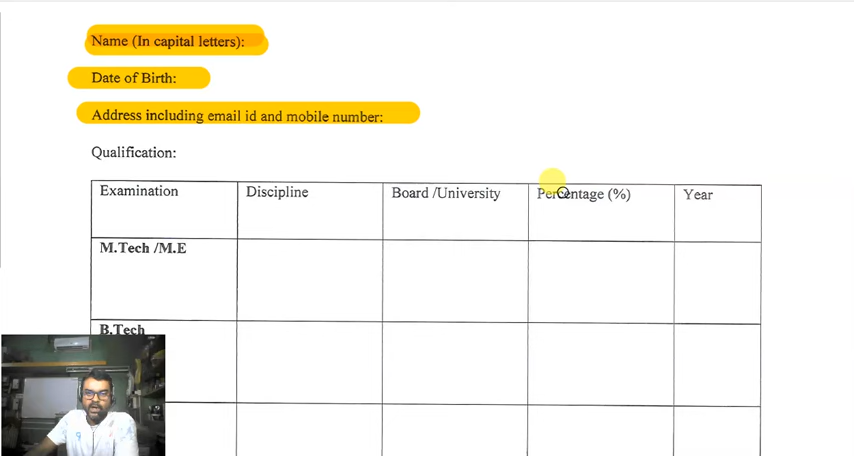 Name (In capital letters):
Date of Birth:
Address including email id and mobile number:
Qualification:
Examination Discipline Board /University Percentage (%) Year
M.Tech /M.E
B.Tech